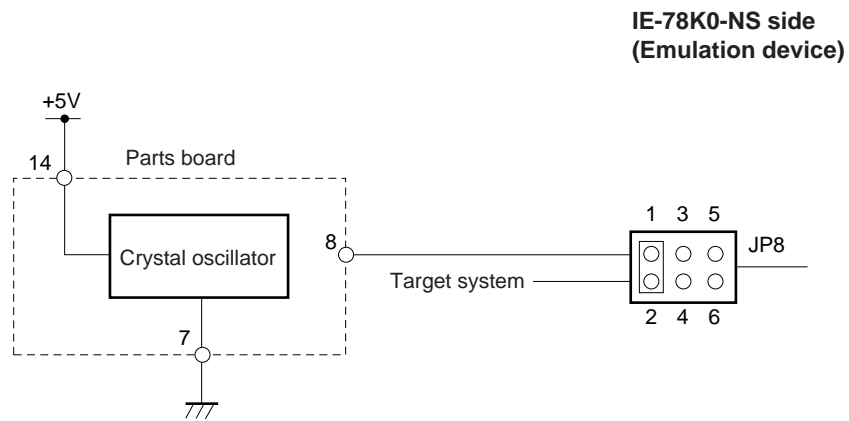 IE-78K0-NS side
(Emulation device)
+5V
14
Parts board
Crystal oscillator
8
7
Target system
1 3 5
JP8
2 4 6